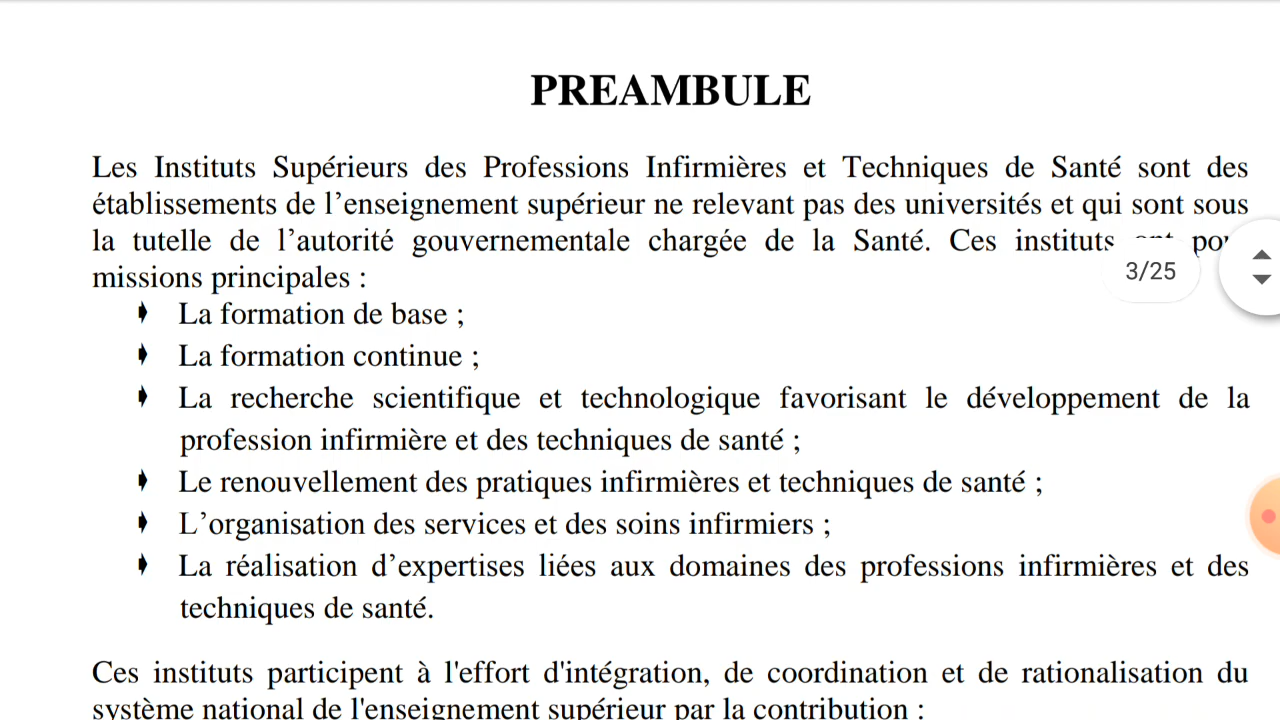 PREAMBULE
Les Instituts Supérieurs des Professions Infirmières et Techniques de Santé sont des
établissements de l’enseignement supérieur ne relevant pas des universités et qui sont sous
la tutelle de l’autorité gouvernementale chargée de la Santé. Ces instituts
missions principales :
3/25
La formation de base ;
La formation continue ;
La recherche scientifique et technologique favorisant le développement de la
profession infirmière et des techniques de santé ;
Le renouvellement des pratiques infirmières et techniques de santé ;
L’organisation des services et des soins infirmiers ;
La réalisation d’expertises liées aux domaines des professions infirmières et des
techniques de santé.
Ces instituts participent à l'effort d'intégration, de coordination et de rationalisation du
système national de l'enseignement supérieur par la contribution :